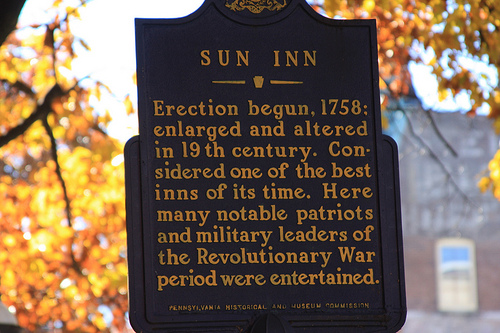 SUN INN
Erection begun, 1758;
enlarged and altered
in 19th century. Con-
sidered one of the best
inns of its time. Here
many notable patriots
and military leaders of
the Revolutionary War
period were entertained.
PENNSYLVANIA HISTORICAL AND MUSEUM COMMISSION